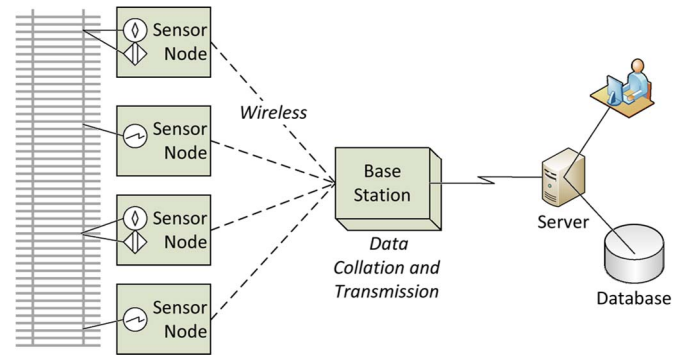 Sensor
Node
Wireless
Sensor
Node
Base
Station
Sensor
Node
Server
Data
Collation and
Transmission
Database
Sensor
Node